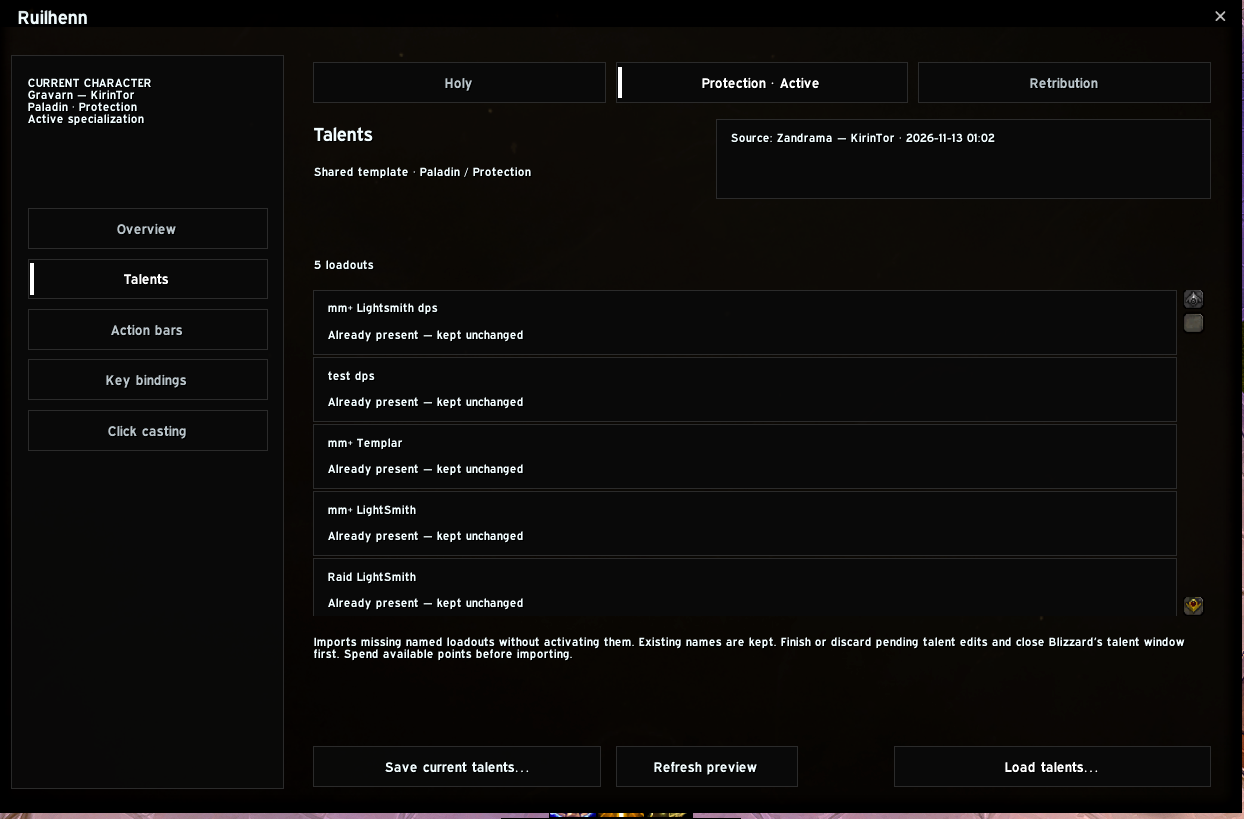 Ruilhenn
CURRENT CHARACTER
Gravarn — KirinTor
Paladin · Protection
Active specialization
Overview
Talents
Action bars
Key bindings
Click casting
Holy
Protection · Active
Retribution
Talents
Shared template · Paladin / Protection
Source: Zandrama — KirinTor · 2026-11-13 01:02
5 loadouts
mm+ Lightsmith dps
Already present — kept unchanged
test dps
Already present — kept unchanged
mm+ Templar
Already present — kept unchanged
mm+ LightSmith
Already present — kept unchanged
Raid LightSmith
Already present — kept unchanged
Imports missing named loadouts without activating them. Existing names are kept. Finish or discard pending talent edits and close Blizzard's talent window
first. Spend available points before importing.
Save current talents...
Refresh preview
Load talents...